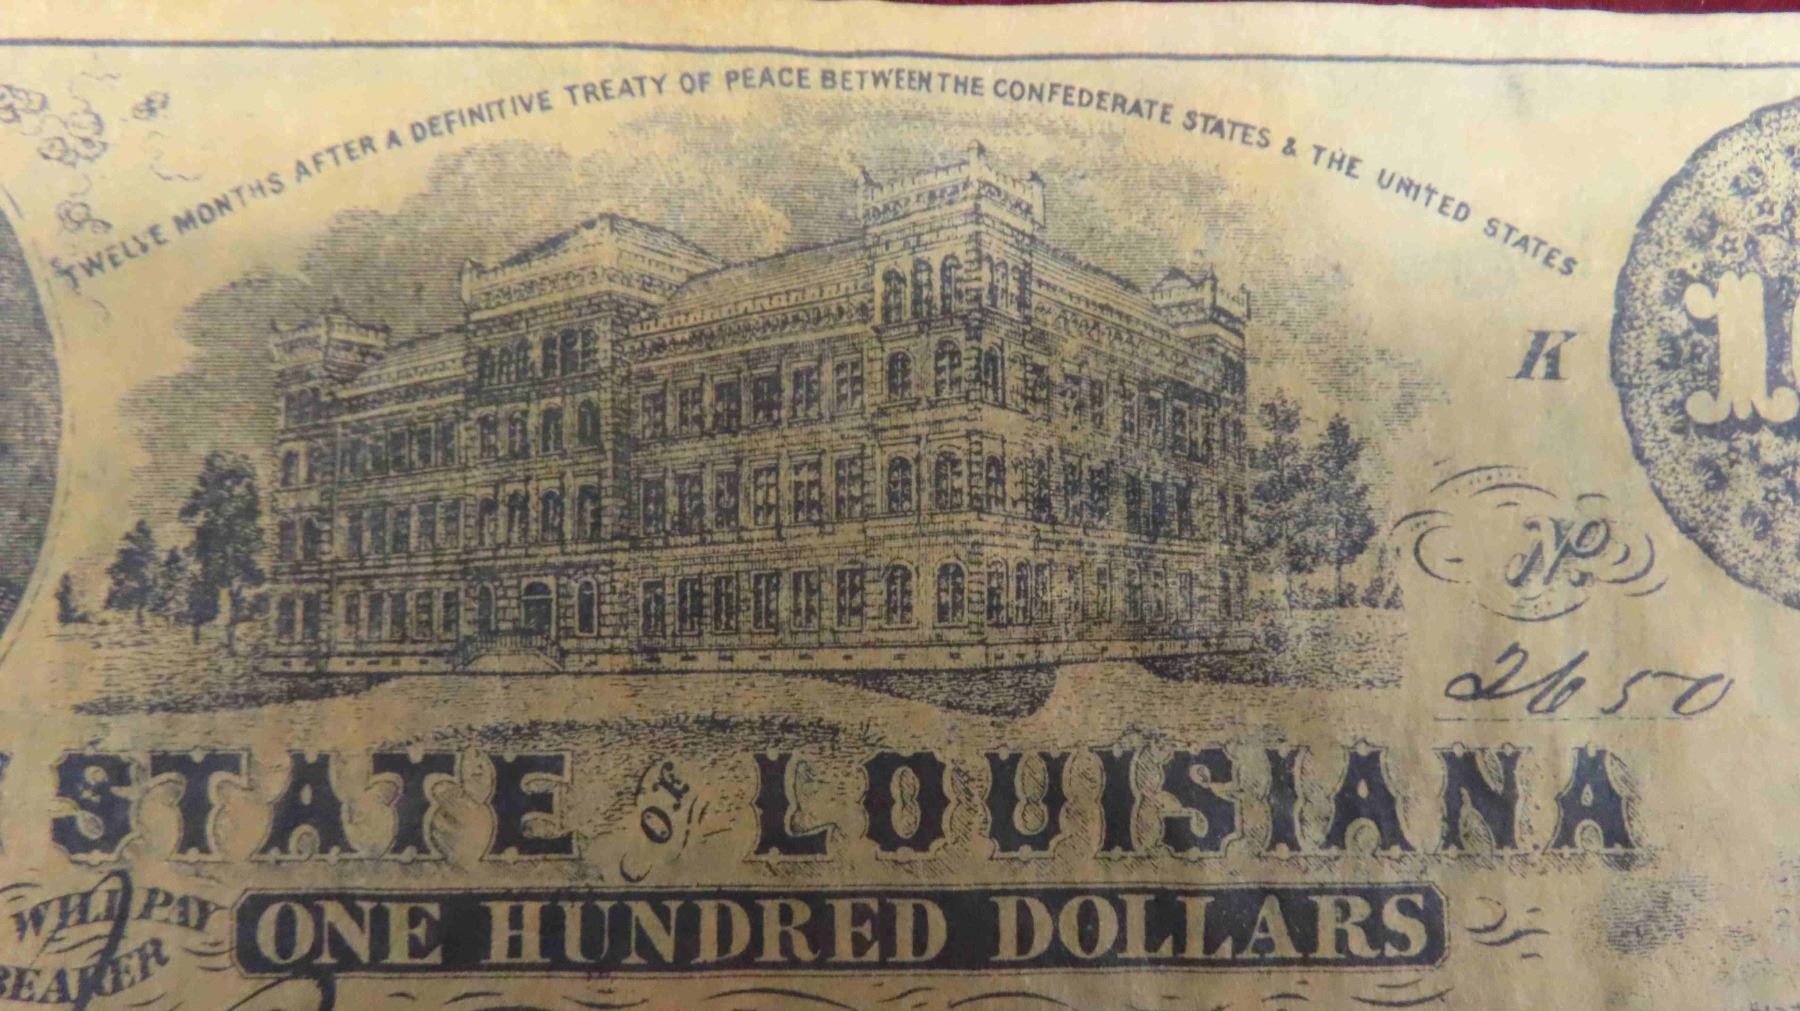 TWELVE MONTHS AFTER A DEFINITIVE TREATY OF PEACE BETWEEN THE CONFEDERATE STATES & THE UNITED STATES
K
No
2650
STATE OF LOUISIANA
WILL PAY
BEARER
ONE HUNDRED DOLLARS